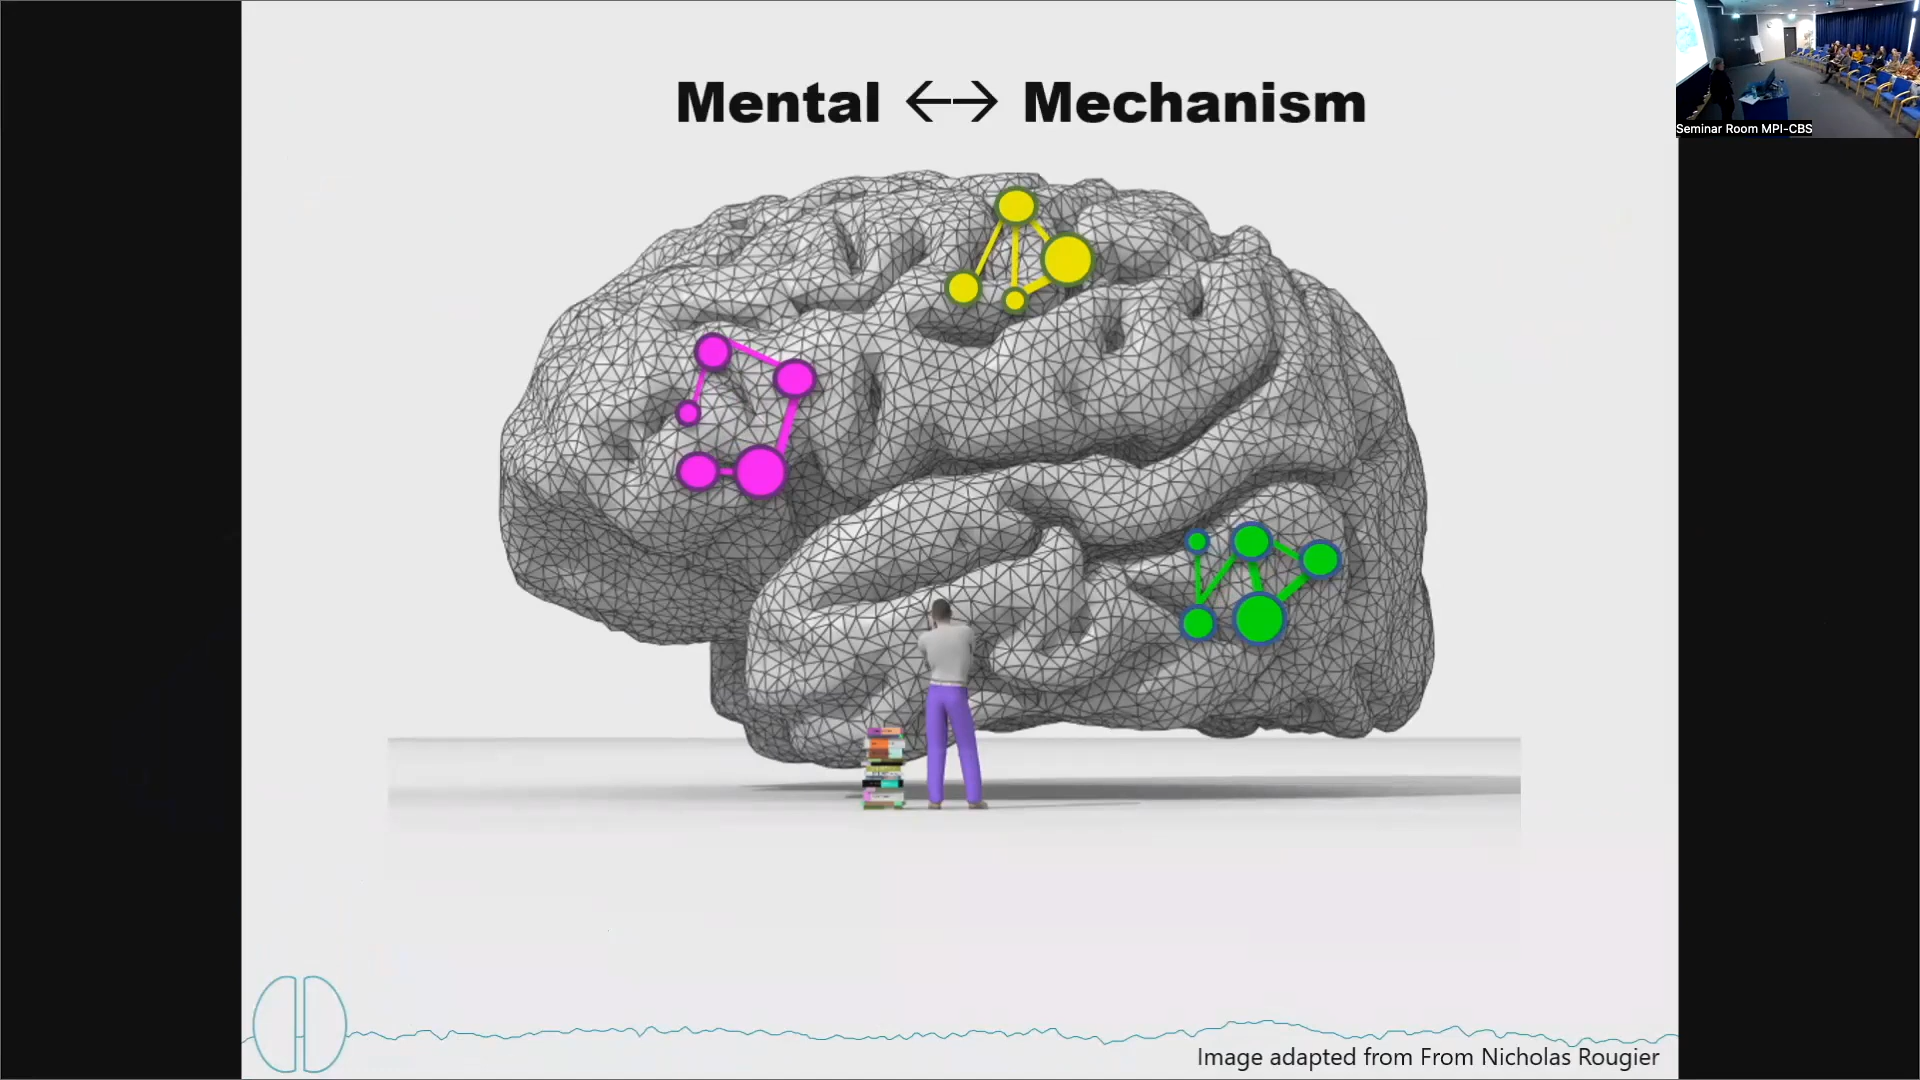 Mental <-> Mechanism
Seminar Room MPI-CBS
Image adapted from From Nicholas Rougier